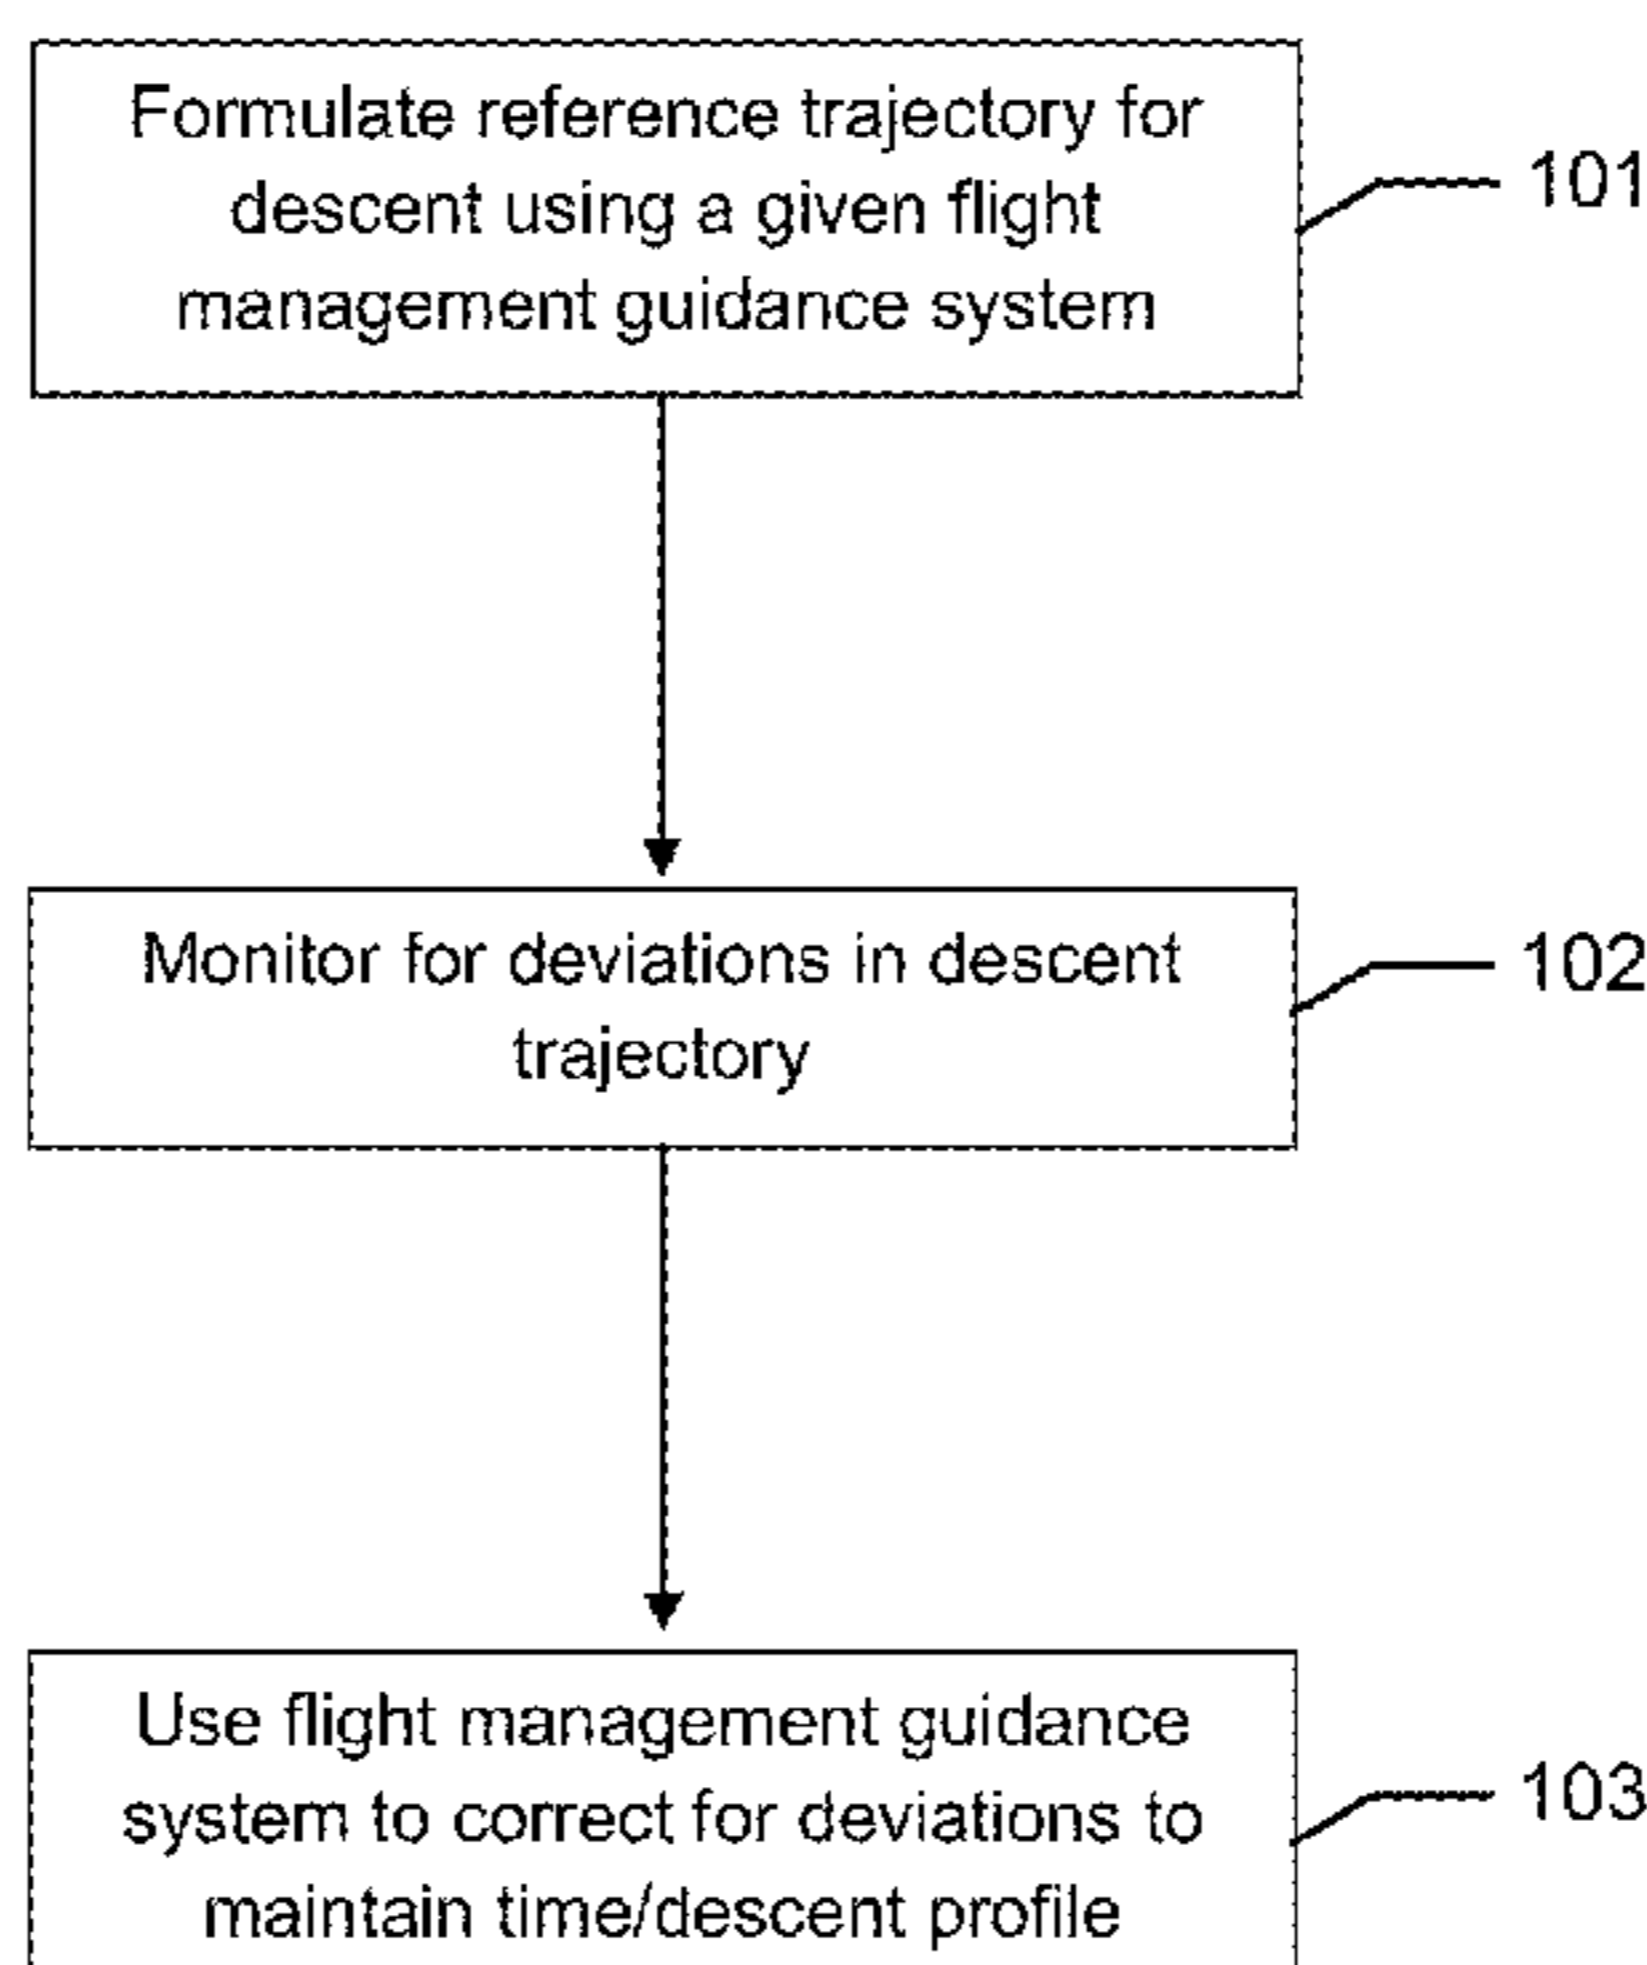 Formulate reference trajectory for
descent using a given flight
management guidance system
101
Monitor for deviations in descent
trajectory
102
Use flight management guidance
system to correct for deviations to
maintain time/descent profile
103